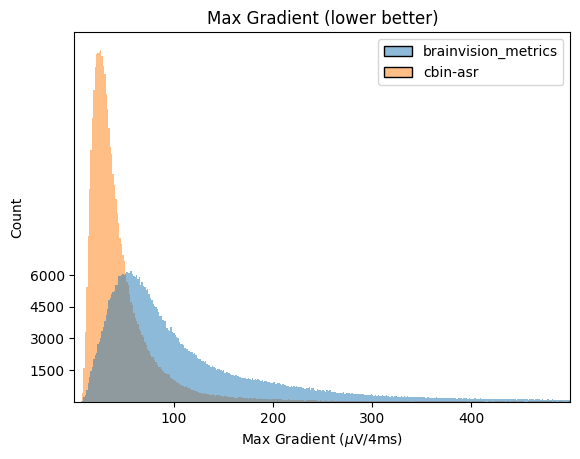 Max Gradient (lower better)
brainvision_metrics
cbin-asr
Count
6000
4500
3000
1500
100
200
300
400
Max Gradient (μV/4ms)